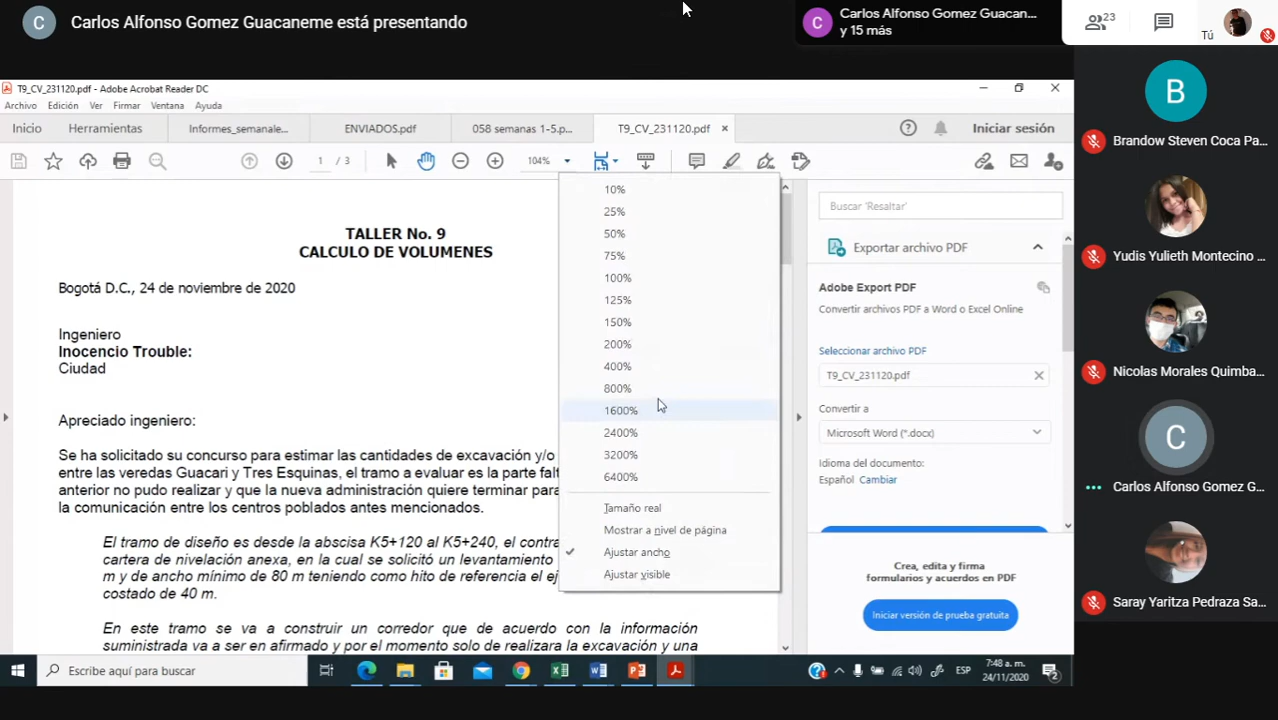 C
Carlos Alfonso Gomez Guacaneme está presentando
C
Carlos Alfonso Gomez Guacan...
y 15 más
23
Tú
T9_CV_231120.pdf - Adobe Acrobat Reader DC
Archivo Edición Ver Firmar Ventana Ayuda
Inicio Herramientas Informes_semanale... ENVIADOS.pdf 058 semanas 1-5.p... T9_CV_231120.pdf × Iniciar sesión
1 / 3 104%
TALLER No. 9
CALCULO DE VOLUMENES
Bogotá D.C., 24 de noviembre de 2020
Ingeniero
Inocencio Trouble:
Ciudad
Apreciado ingeniero:
Se ha solicitado su concurso para estimar las cantidades de excavación y/o
entre las veredas Guacari y Tres Esquinas, el tramo a evaluar es la parte falt
anterior no pudo realizar y que la nueva administración quiere terminar para
la comunicación entre los centros poblados antes mencionados.
El tramo de diseño es desde la abscisa K5+120 al K5+240, el contra
cartera de nivelación anexa, en la cual se solicitó un levantamiento
m y de ancho mínimo de 80 m teniendo como hito de referencia el ej
costado de 40 m.
En este tramo se va a construir un corredor que de acuerdo con la información
suministrada va a ser en afirmado y por el momento solo de realizara la excavación y una
10%
25%
50%
75%
100%
125%
150%
200%
400%
800%
1600%
2400%
3200%
6400%
Tamaño real
Mostrar a nivel de página
Ajustar ancho
Ajustar visible
Buscar 'Resaltar'
Exportar archivo PDF
Adobe Export PDF
Convertir archivos PDF a Word o Excel Online
Seleccionar archivo PDF
T9_CV_231120.pdf
Convertir a
Microsoft Word (*.docx)
Idioma del documento:
Español Cambiar
Crea, edita y firma
formularios y acuerdos en PDF
Iniciar versión de prueba gratuita
B
Brandow Steven Coca Pa...
Yudis Yulieth Montecino ...
Nicolas Morales Quimba...
C
Carlos Alfonso Gomez G...
Saray Yaritza Pedraza Sa...
Escribe aquí para buscar
ESP
7:48 a. m.
24/11/2020
2